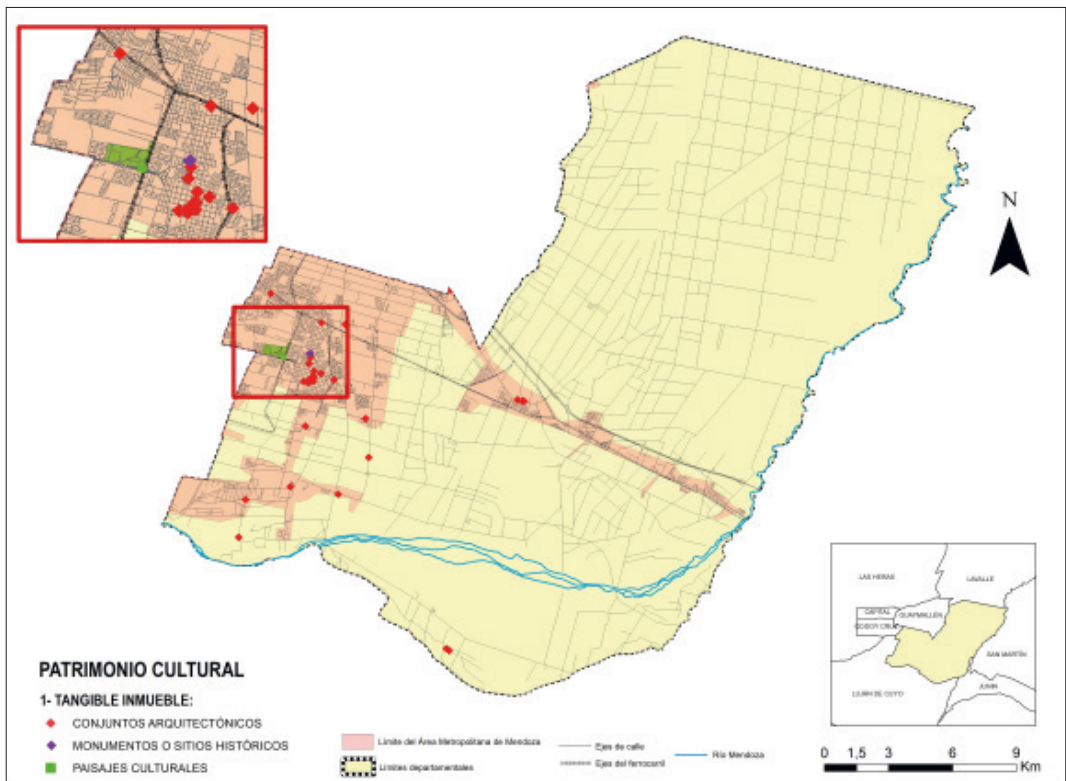 N
LAS HERAS
LAVALLE
CAPITAL
GUAYMALLÉN
GODOY CRUZ
SAN MARTÍN
JUNÍN
LUJÁN DE CUYO
PATRIMONIO CULTURAL
1- TANGIBLE INMUEBLE:
CONJUNTOS ARQUITECTÓNICOS
MONUMENTOS O SITIOS HISTÓRICOS
PAISAJES CULTURALES
Límite del Área Metropolitana de Mendoza
Límites departamentales
Ejes de calle
Ejes del ferrocarril
Río Mendoza
0 1,5 3 6 9
Km